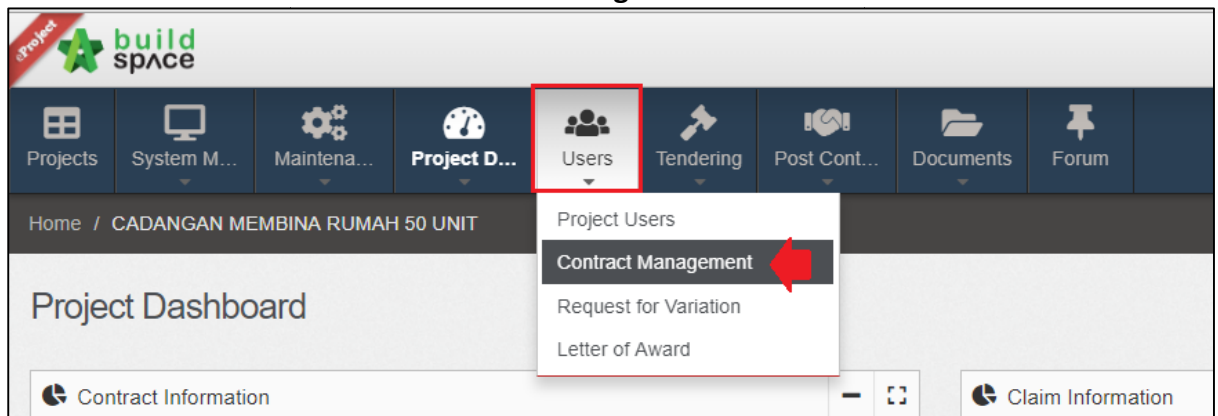 eProject
build
spʌce
Projects
System M...
Maintena...
Project D...
Users
Tendering
Post Cont...
Documents
Forum
Home / CADANGAN MEMBINA RUMAH 50 UNIT
Project Users
Contract Management
Request for Variation
Letter of Award
Project Dashboard
Contract Information
Claim Information